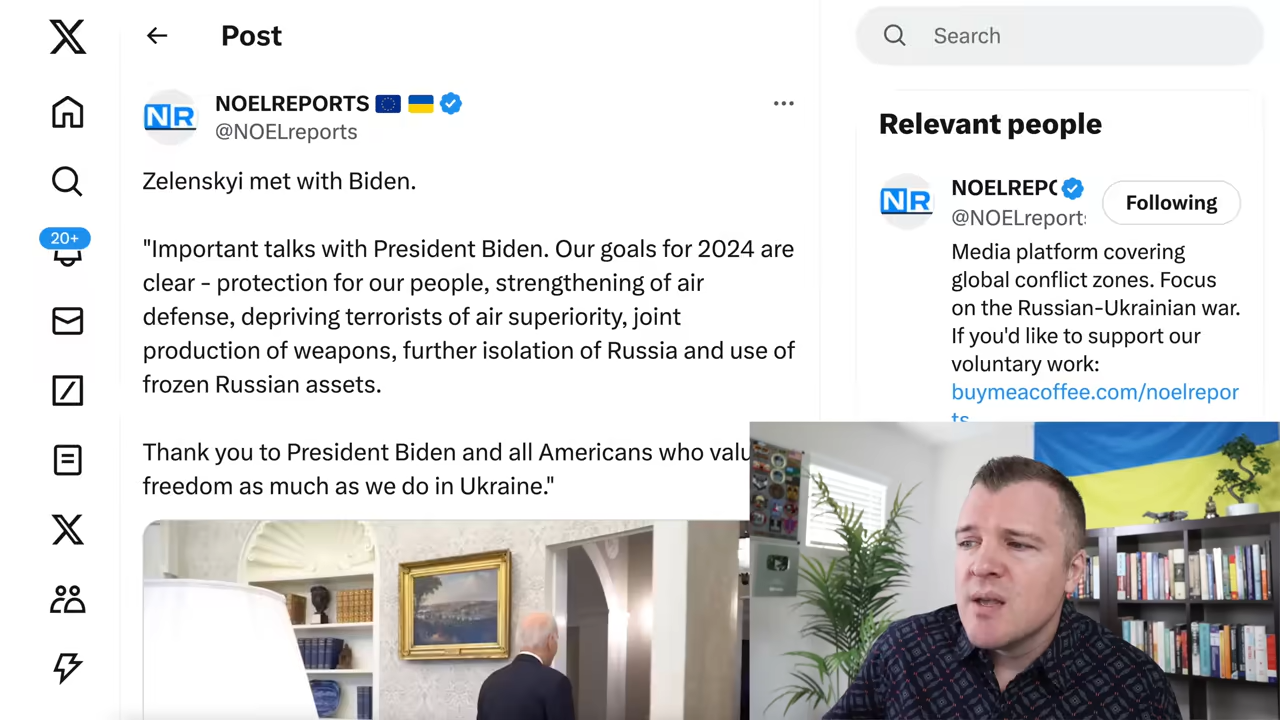 Post
NOELREPORTS
@NOELreports
Zelenskyi met with Biden.
"Important talks with President Biden. Our goals for 2024 are
clear - protection for our people, strengthening of air
defense, depriving terrorists of air superiority, joint
production of weapons, further isolation of Russia and use of
frozen Russian assets.
Thank you to President Biden and all Americans who valu
freedom as much as we do in Ukraine."
20+
NR
Search
Relevant people
NR
NOELREPO
@NOELreports
Following
Media platform covering
global conflict zones. Focus
on the Russian-Ukrainian war.
If you'd like to support our
voluntary work:
buymeacoffee.com/noelrepor
ts